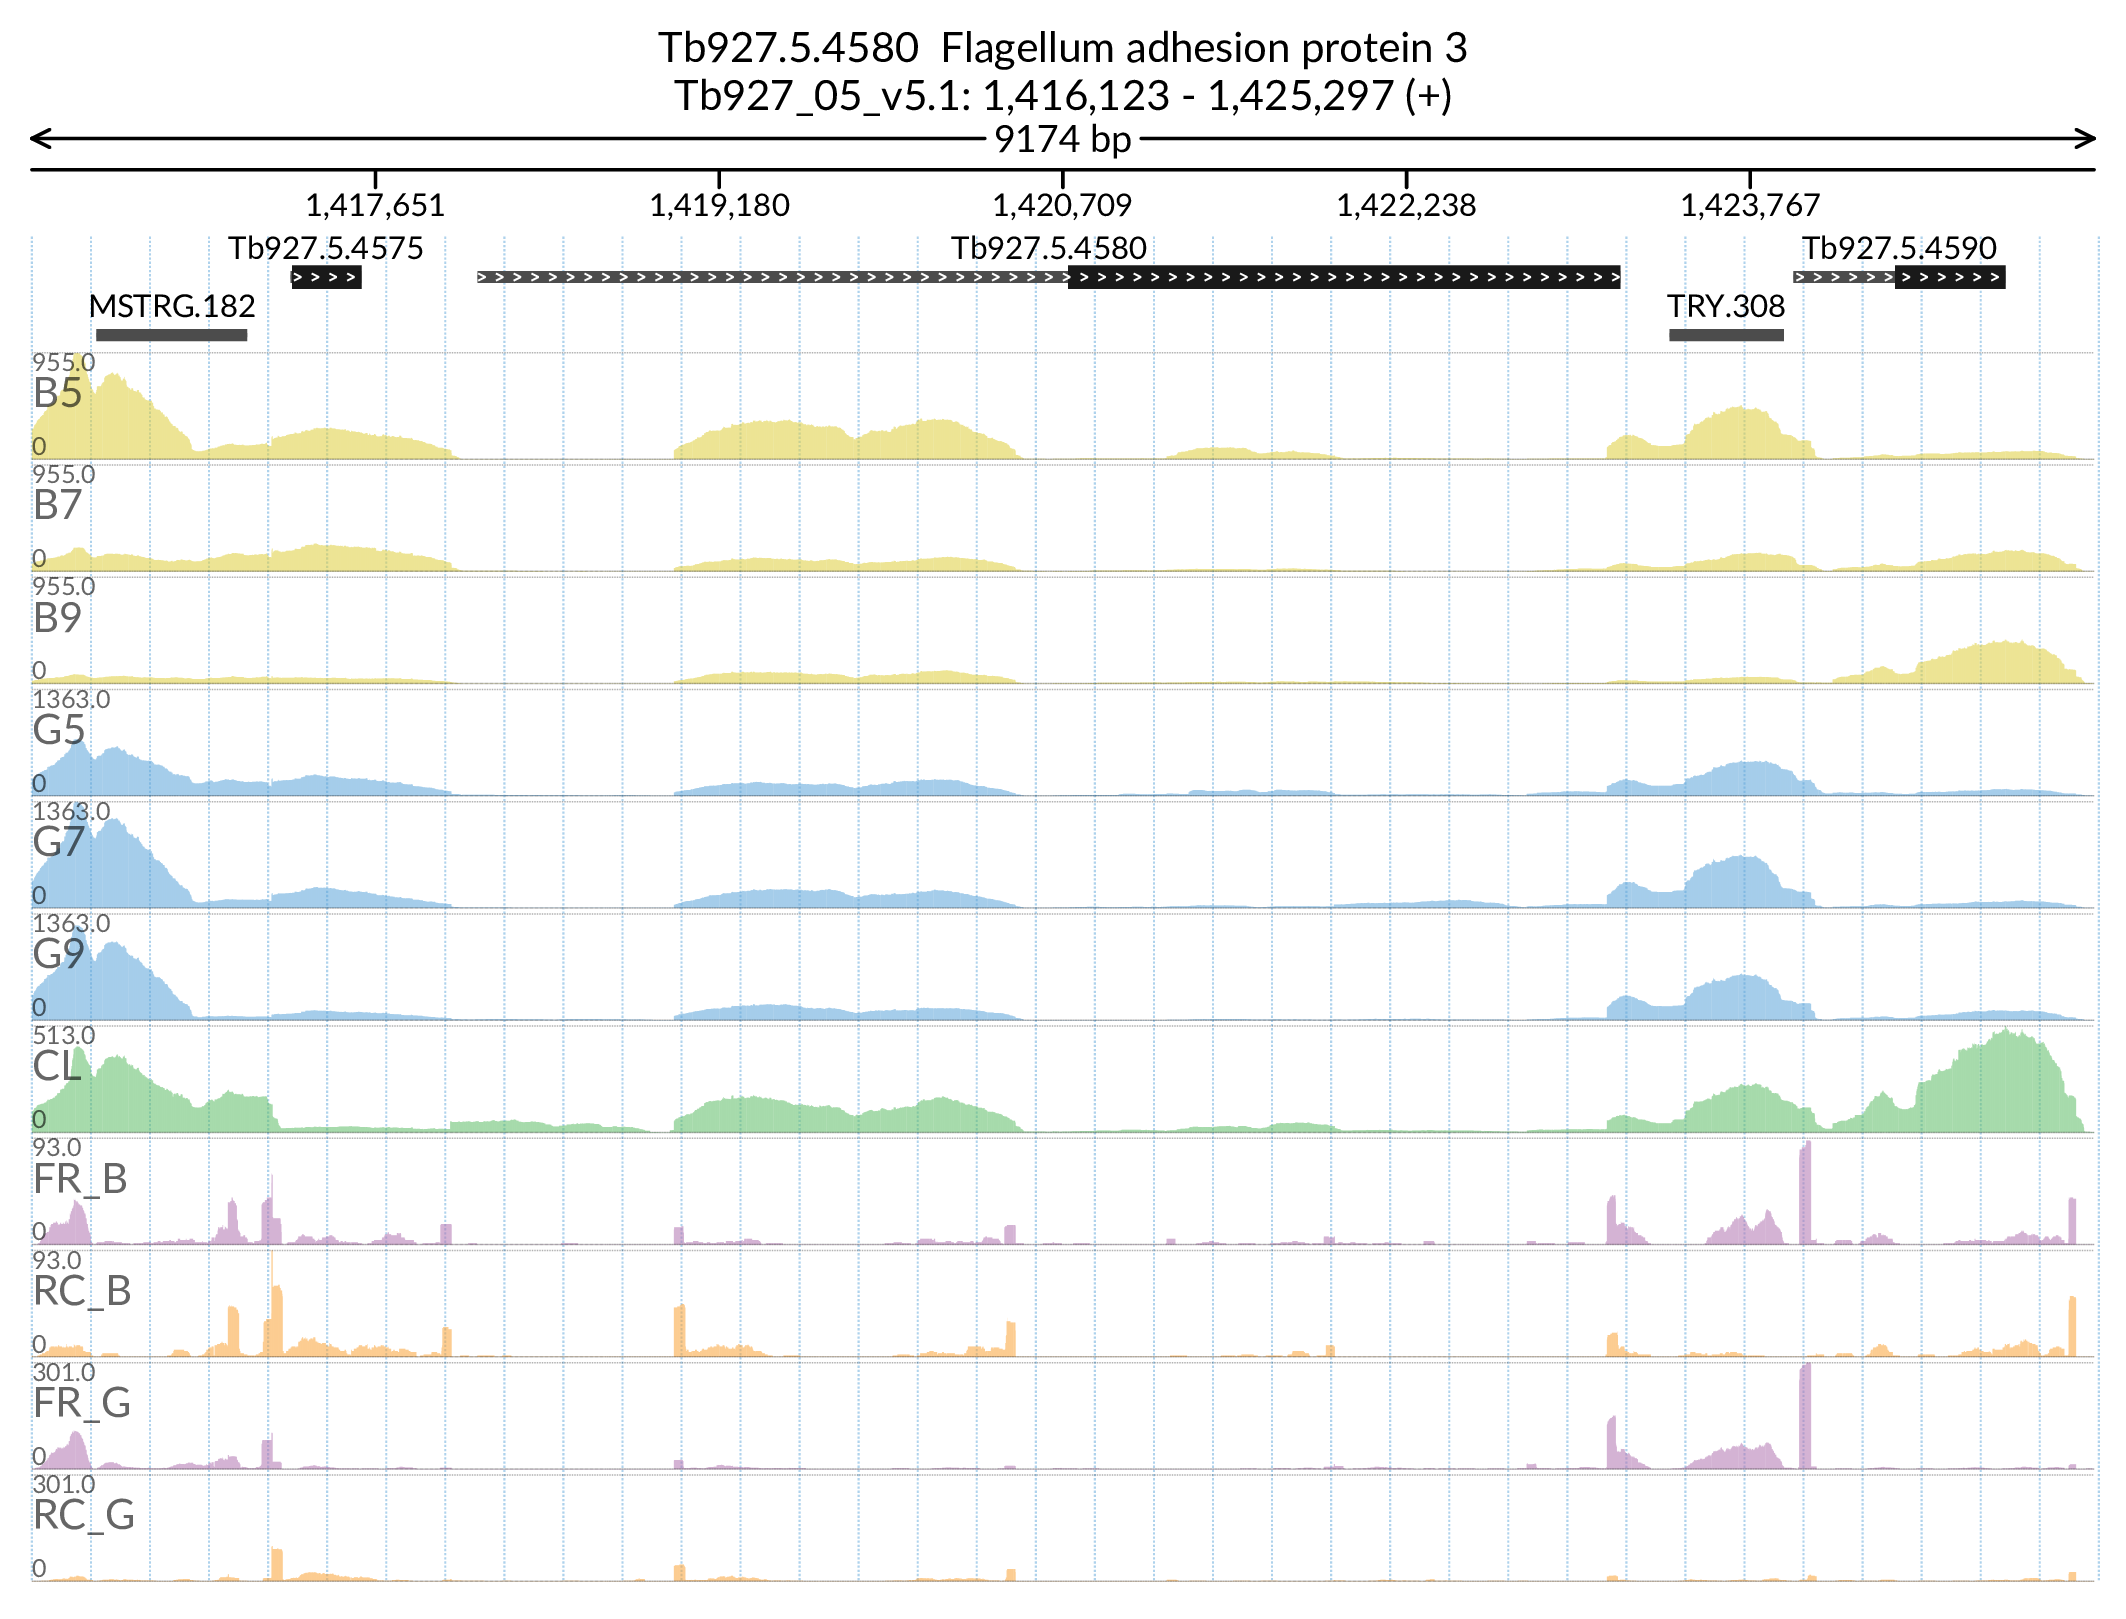 Tb927.5.4580 Flagellum adhesion protein 3
Tb927_05_v5.1: 1,416,123 - 1,425,297 (+)
9174 bp
1,417,651 1,419,180 1,420,709 1,422,238 1,423,767
Tb927.5.4575 Tb927.5.4580 Tb927.5.4590
MSTRG.182 TRY.308
955.0
B5
0
955.0
B7
0
955.0
B9
0
1363.0
G5
0
1363.0
G7
0
1363.0
G9
0
513.0
CL
0
93.0
FR_B
0
93.0
RC_B
0
301.0
FR_G
0
301.0
RC_G
0